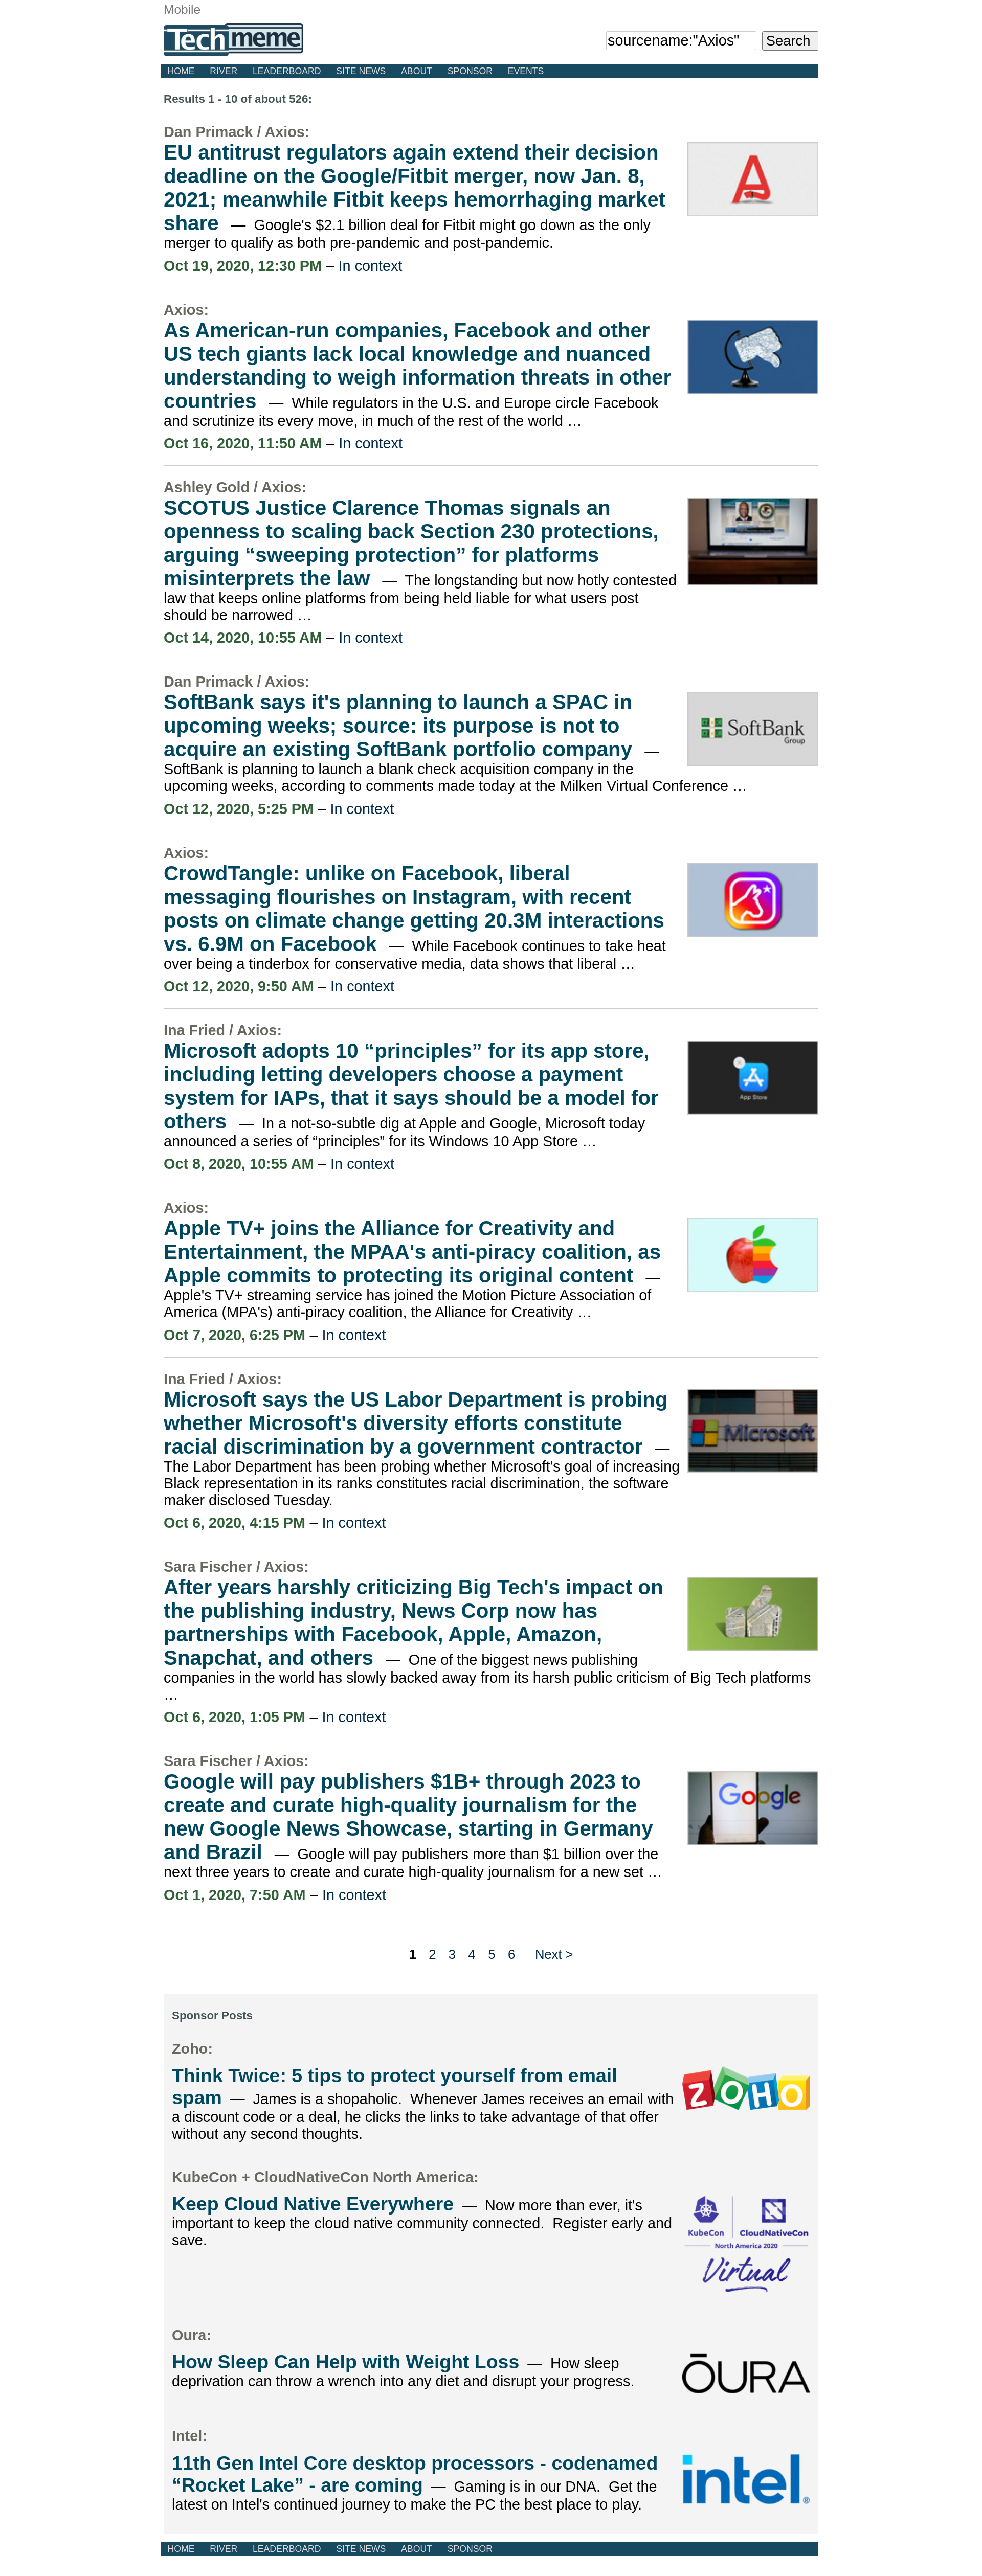 Mobile
Techmeme
sourcename:"Axios"
Search
HOME RIVER LEADERBOARD SITE NEWS ABOUT SPONSOR EVENTS
Results 1 - 10 of about 526:
Dan Primack / Axios:
EU antitrust regulators again extend their decision
deadline on the Google/Fitbit merger, now Jan. 8,
2021; meanwhile Fitbit keeps hemorrhaging market
share — Google's $2.1 billion deal for Fitbit might go down as the only
merger to qualify as both pre-pandemic and post-pandemic.
Oct 19, 2020, 12:30 PM – In context
Axios:
As American-run companies, Facebook and other
US tech giants lack local knowledge and nuanced
understanding to weigh information threats in other
countries — While regulators in the U.S. and Europe circle Facebook
and scrutinize its every move, in much of the rest of the world …
Oct 16, 2020, 11:50 AM – In context
Ashley Gold / Axios:
SCOTUS Justice Clarence Thomas signals an
openness to scaling back Section 230 protections,
arguing “sweeping protection” for platforms
misinterprets the law — The longstanding but now hotly contested
law that keeps online platforms from being held liable for what users post
should be narrowed …
Oct 14, 2020, 10:55 AM – In context
Dan Primack / Axios:
SoftBank says it's planning to launch a SPAC in
upcoming weeks; source: its purpose is not to
acquire an existing SoftBank portfolio company —
SoftBank is planning to launch a blank check acquisition company in the
upcoming weeks, according to comments made today at the Milken Virtual Conference …
SoftBank
Group
Oct 12, 2020, 5:25 PM – In context
Axios:
CrowdTangle: unlike on Facebook, liberal
messaging flourishes on Instagram, with recent
posts on climate change getting 20.3M interactions
vs. 6.9M on Facebook — While Facebook continues to take heat
over being a tinderbox for conservative media, data shows that liberal …
Oct 12, 2020, 9:50 AM – In context
Ina Fried / Axios:
Microsoft adopts 10 “principles” for its app store,
including letting developers choose a payment
system for IAPs, that it says should be a model for
others — In a not-so-subtle dig at Apple and Google, Microsoft today
announced a series of “principles” for its Windows 10 App Store …
App Store
Oct 8, 2020, 10:55 AM – In context
Axios:
Apple TV+ joins the Alliance for Creativity and
Entertainment, the MPAA's anti-piracy coalition, as
Apple commits to protecting its original content —
Apple's TV+ streaming service has joined the Motion Picture Association of
America (MPA's) anti-piracy coalition, the Alliance for Creativity …
Oct 7, 2020, 6:25 PM – In context
Ina Fried / Axios:
Microsoft says the US Labor Department is probing
whether Microsoft's diversity efforts constitute
racial discrimination by a government contractor —
The Labor Department has been probing whether Microsoft's goal of increasing
Black representation in its ranks constitutes racial discrimination, the software
maker disclosed Tuesday.
Microsoft
Oct 6, 2020, 4:15 PM – In context
Sara Fischer / Axios:
After years harshly criticizing Big Tech's impact on
the publishing industry, News Corp now has
partnerships with Facebook, Apple, Amazon,
Snapchat, and others — One of the biggest news publishing
companies in the world has slowly backed away from its harsh public criticism of Big Tech platforms
…
Oct 6, 2020, 1:05 PM – In context
Sara Fischer / Axios:
Google will pay publishers $1B+ through 2023 to
create and curate high-quality journalism for the
new Google News Showcase, starting in Germany
and Brazil — Google will pay publishers more than $1 billion over the
next three years to create and curate high-quality journalism for a new set …
Google
Oct 1, 2020, 7:50 AM – In context
1 2 3 4 5 6 Next >
Sponsor Posts
Zoho:
Think Twice: 5 tips to protect yourself from email
spam — James is a shopaholic. Whenever James receives an email with
a discount code or a deal, he clicks the links to take advantage of that offer
without any second thoughts.
ZOHO
KubeCon + CloudNativeCon North America:
Keep Cloud Native Everywhere — Now more than ever, it's
important to keep the cloud native community connected. Register early and
save.
KubeCon CloudNativeCon
North America 2020
Virtual
Oura:
How Sleep Can Help with Weight Loss — How sleep
deprivation can throw a wrench into any diet and disrupt your progress.
ŌURA
Intel:
11th Gen Intel Core desktop processors - codenamed
“Rocket Lake” - are coming — Gaming is in our DNA. Get the
latest on Intel's continued journey to make the PC the best place to play.
intel®
HOME RIVER LEADERBOARD SITE NEWS ABOUT SPONSOR